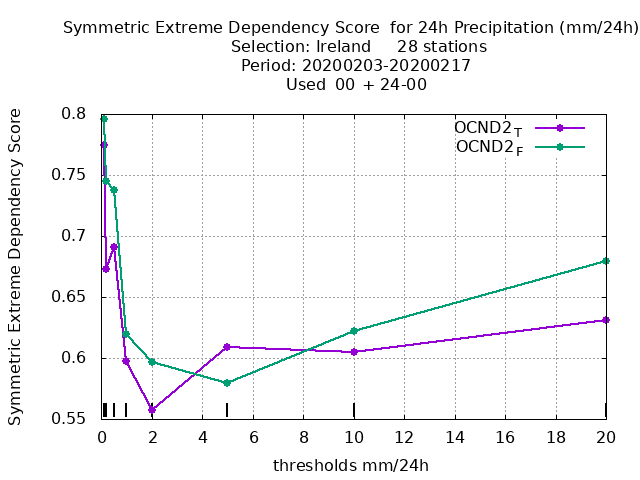 Symmetric Extreme Dependency Score  for 24h Precipitation (mm/24h)
Selection: Ireland     28 stations
Period: 20200203-20200217
Used  00 + 24-00
Symmetric Extreme Dependency Score
0.8
0.75
0.7
0.65
0.6
0.55
OCND2T
OCND2F
0 2 4 6 8 10 12 14 16 18 20
thresholds mm/24h